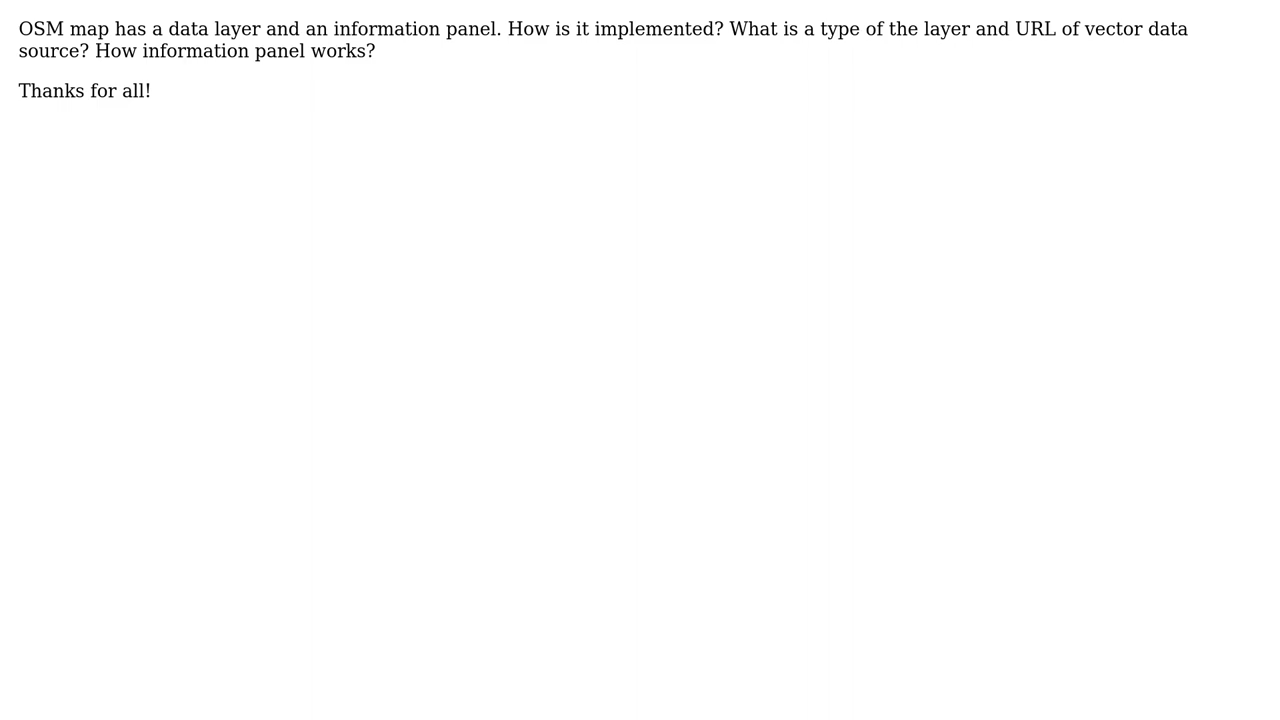 OSM map has a data layer and an information panel. How is it implemented? What is a type of the layer and URL of vector data
source? How information panel works?
Thanks for all!